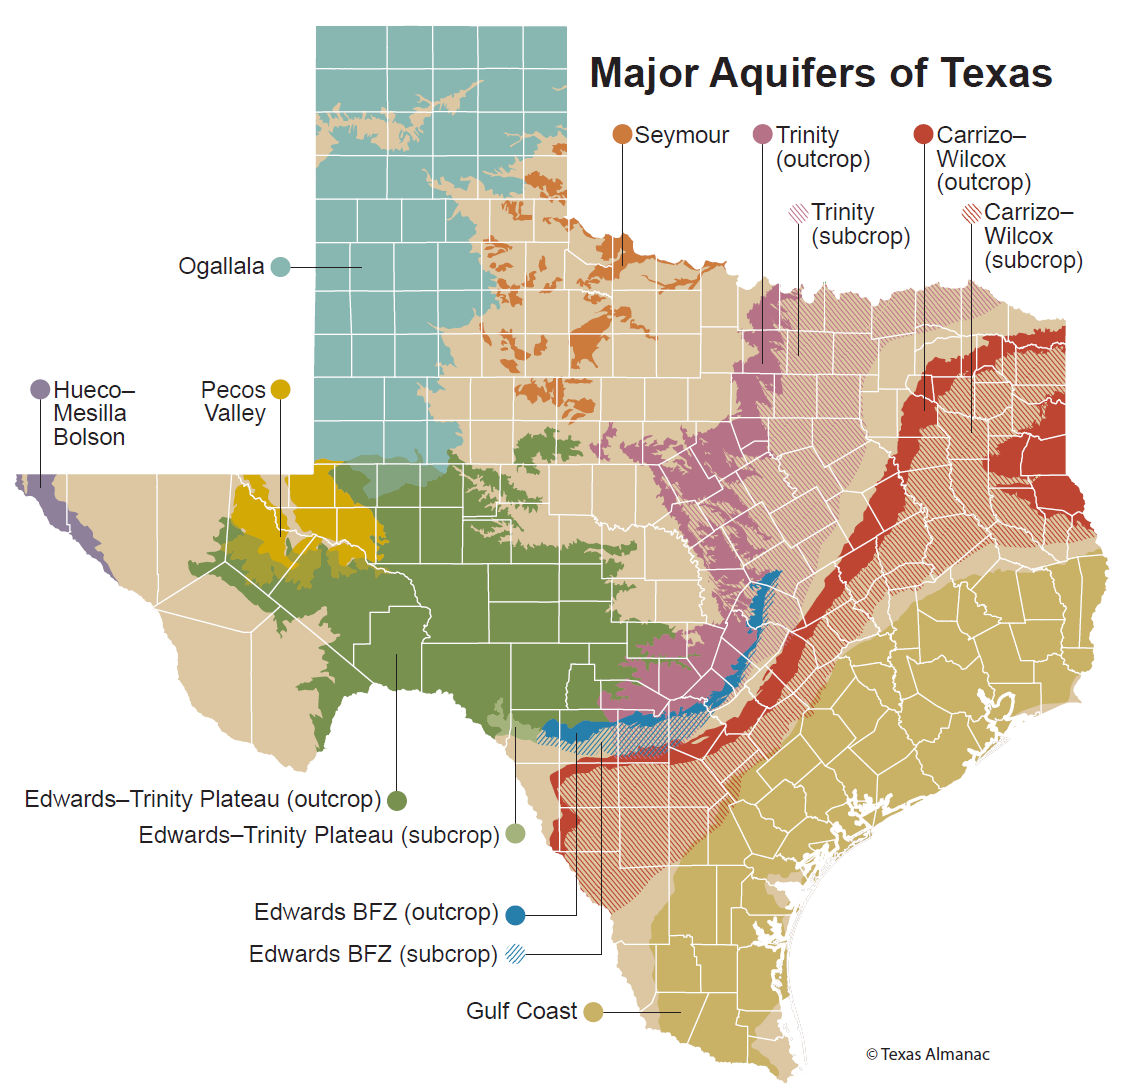 Major Aquifers of Texas
Seymour
Trinity
(outcrop)
Carrizo–
Wilcox
(outcrop)
Trinity
(subcrop)
Carrizo–
Wilcox
(subcrop)
Ogallala
Hueco–
Mesilla
Bolson
Pecos
Valley
Edwards–Trinity Plateau (outcrop)
Edwards–Trinity Plateau (subcrop)
Edwards BFZ (outcrop)
Edwards BFZ (subcrop)
Gulf Coast
© Texas Almanac